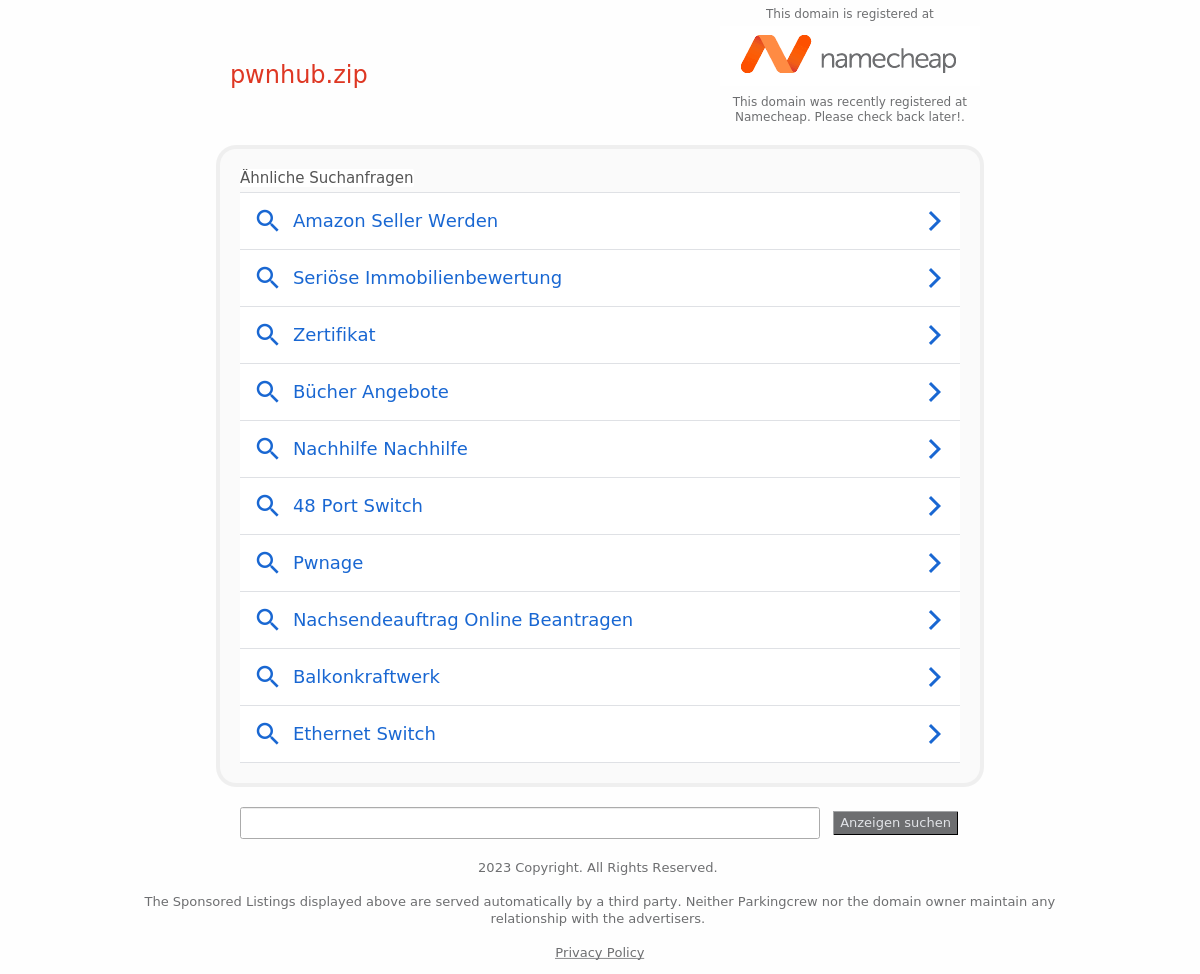 This domain is registered at
namecheap
pwnhub.zip
This domain was recently registered at
Namecheap. Please check back later!.
Ähnliche Suchanfragen
Amazon Seller Werden
Seriöse Immobilienbewertung
Zertifikat
Bücher Angebote
Nachhilfe Nachhilfe
48 Port Switch
Pwnage
Nachsendeauftrag Online Beantragen
Balkonkraftwerk
Ethernet Switch
Anzeigen suchen
2023 Copyright. All Rights Reserved.
The Sponsored Listings displayed above are served automatically by a third party. Neither Parkingcrew nor the domain owner maintain any
relationship with the advertisers.
Privacy Policy